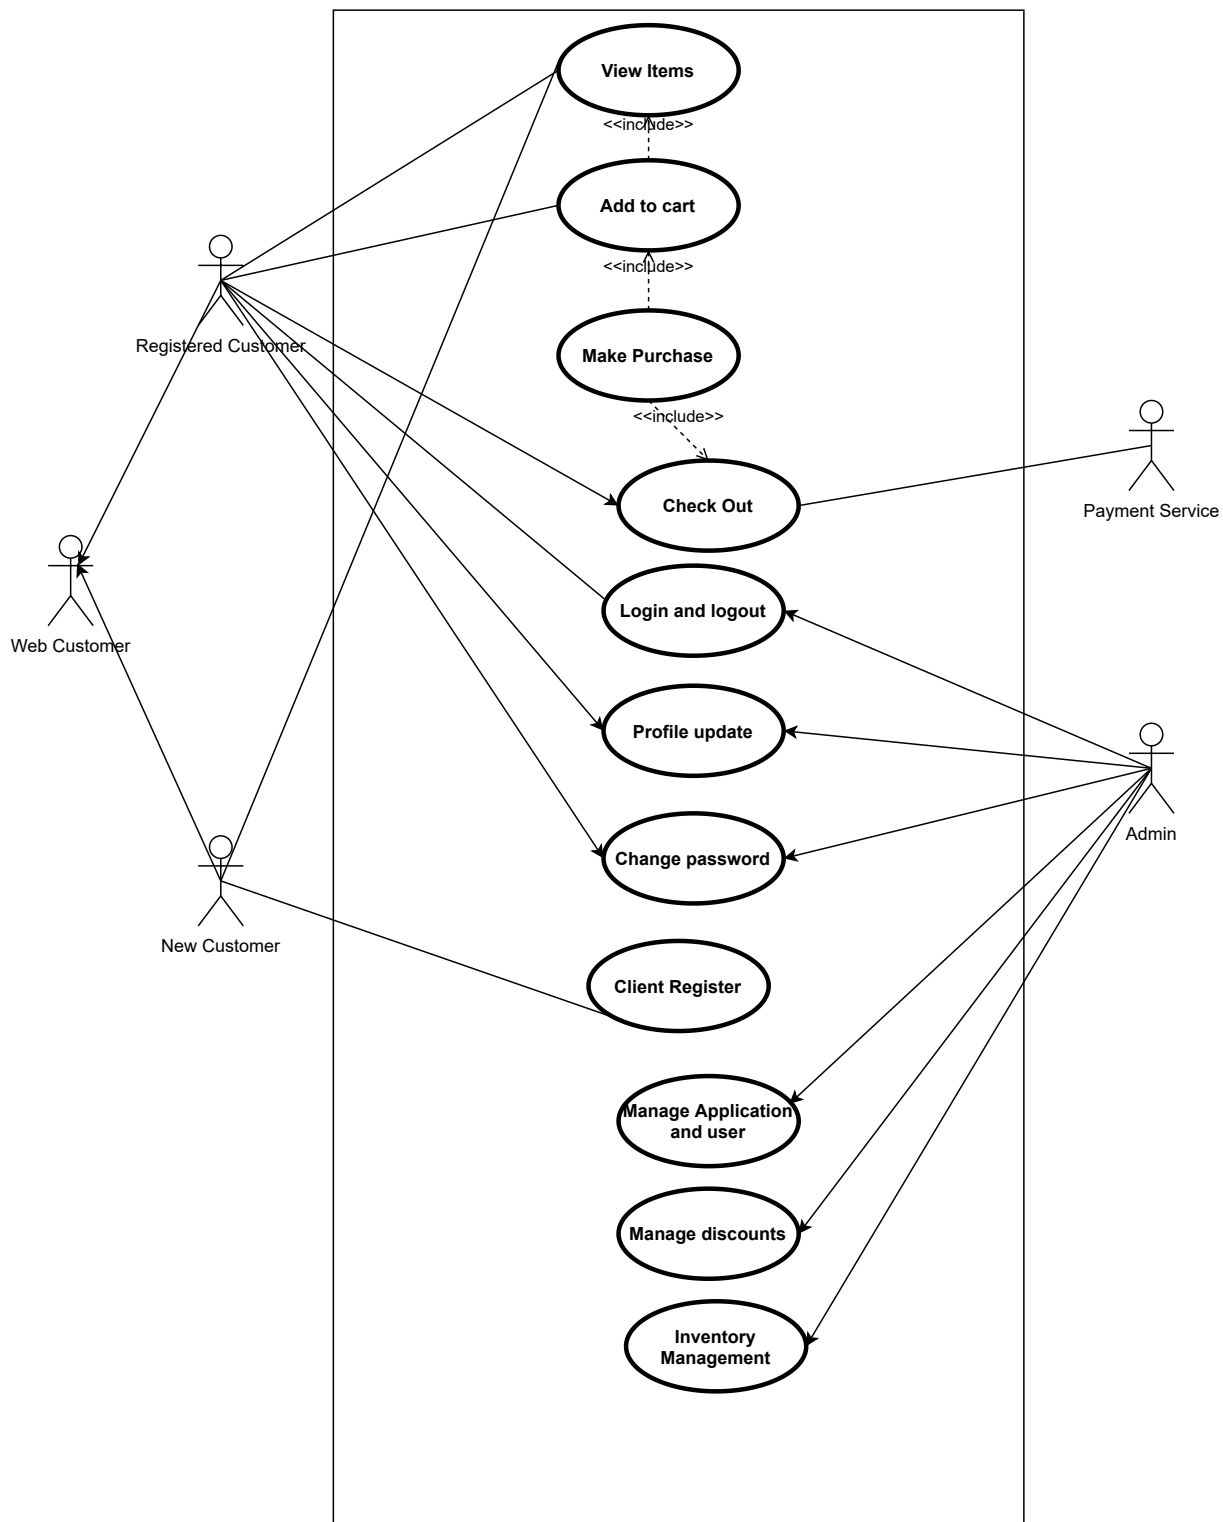 View Items
<<include>>
Add to cart
<<include>>
Registered Customer
Make Purchase
<<include>>
Check Out
Payment Service
Login and logout
Web Customer
Profile update
Admin
Change password
New Customer
Client Register
Manage Application
and user
Manage discounts
Inventory
Management